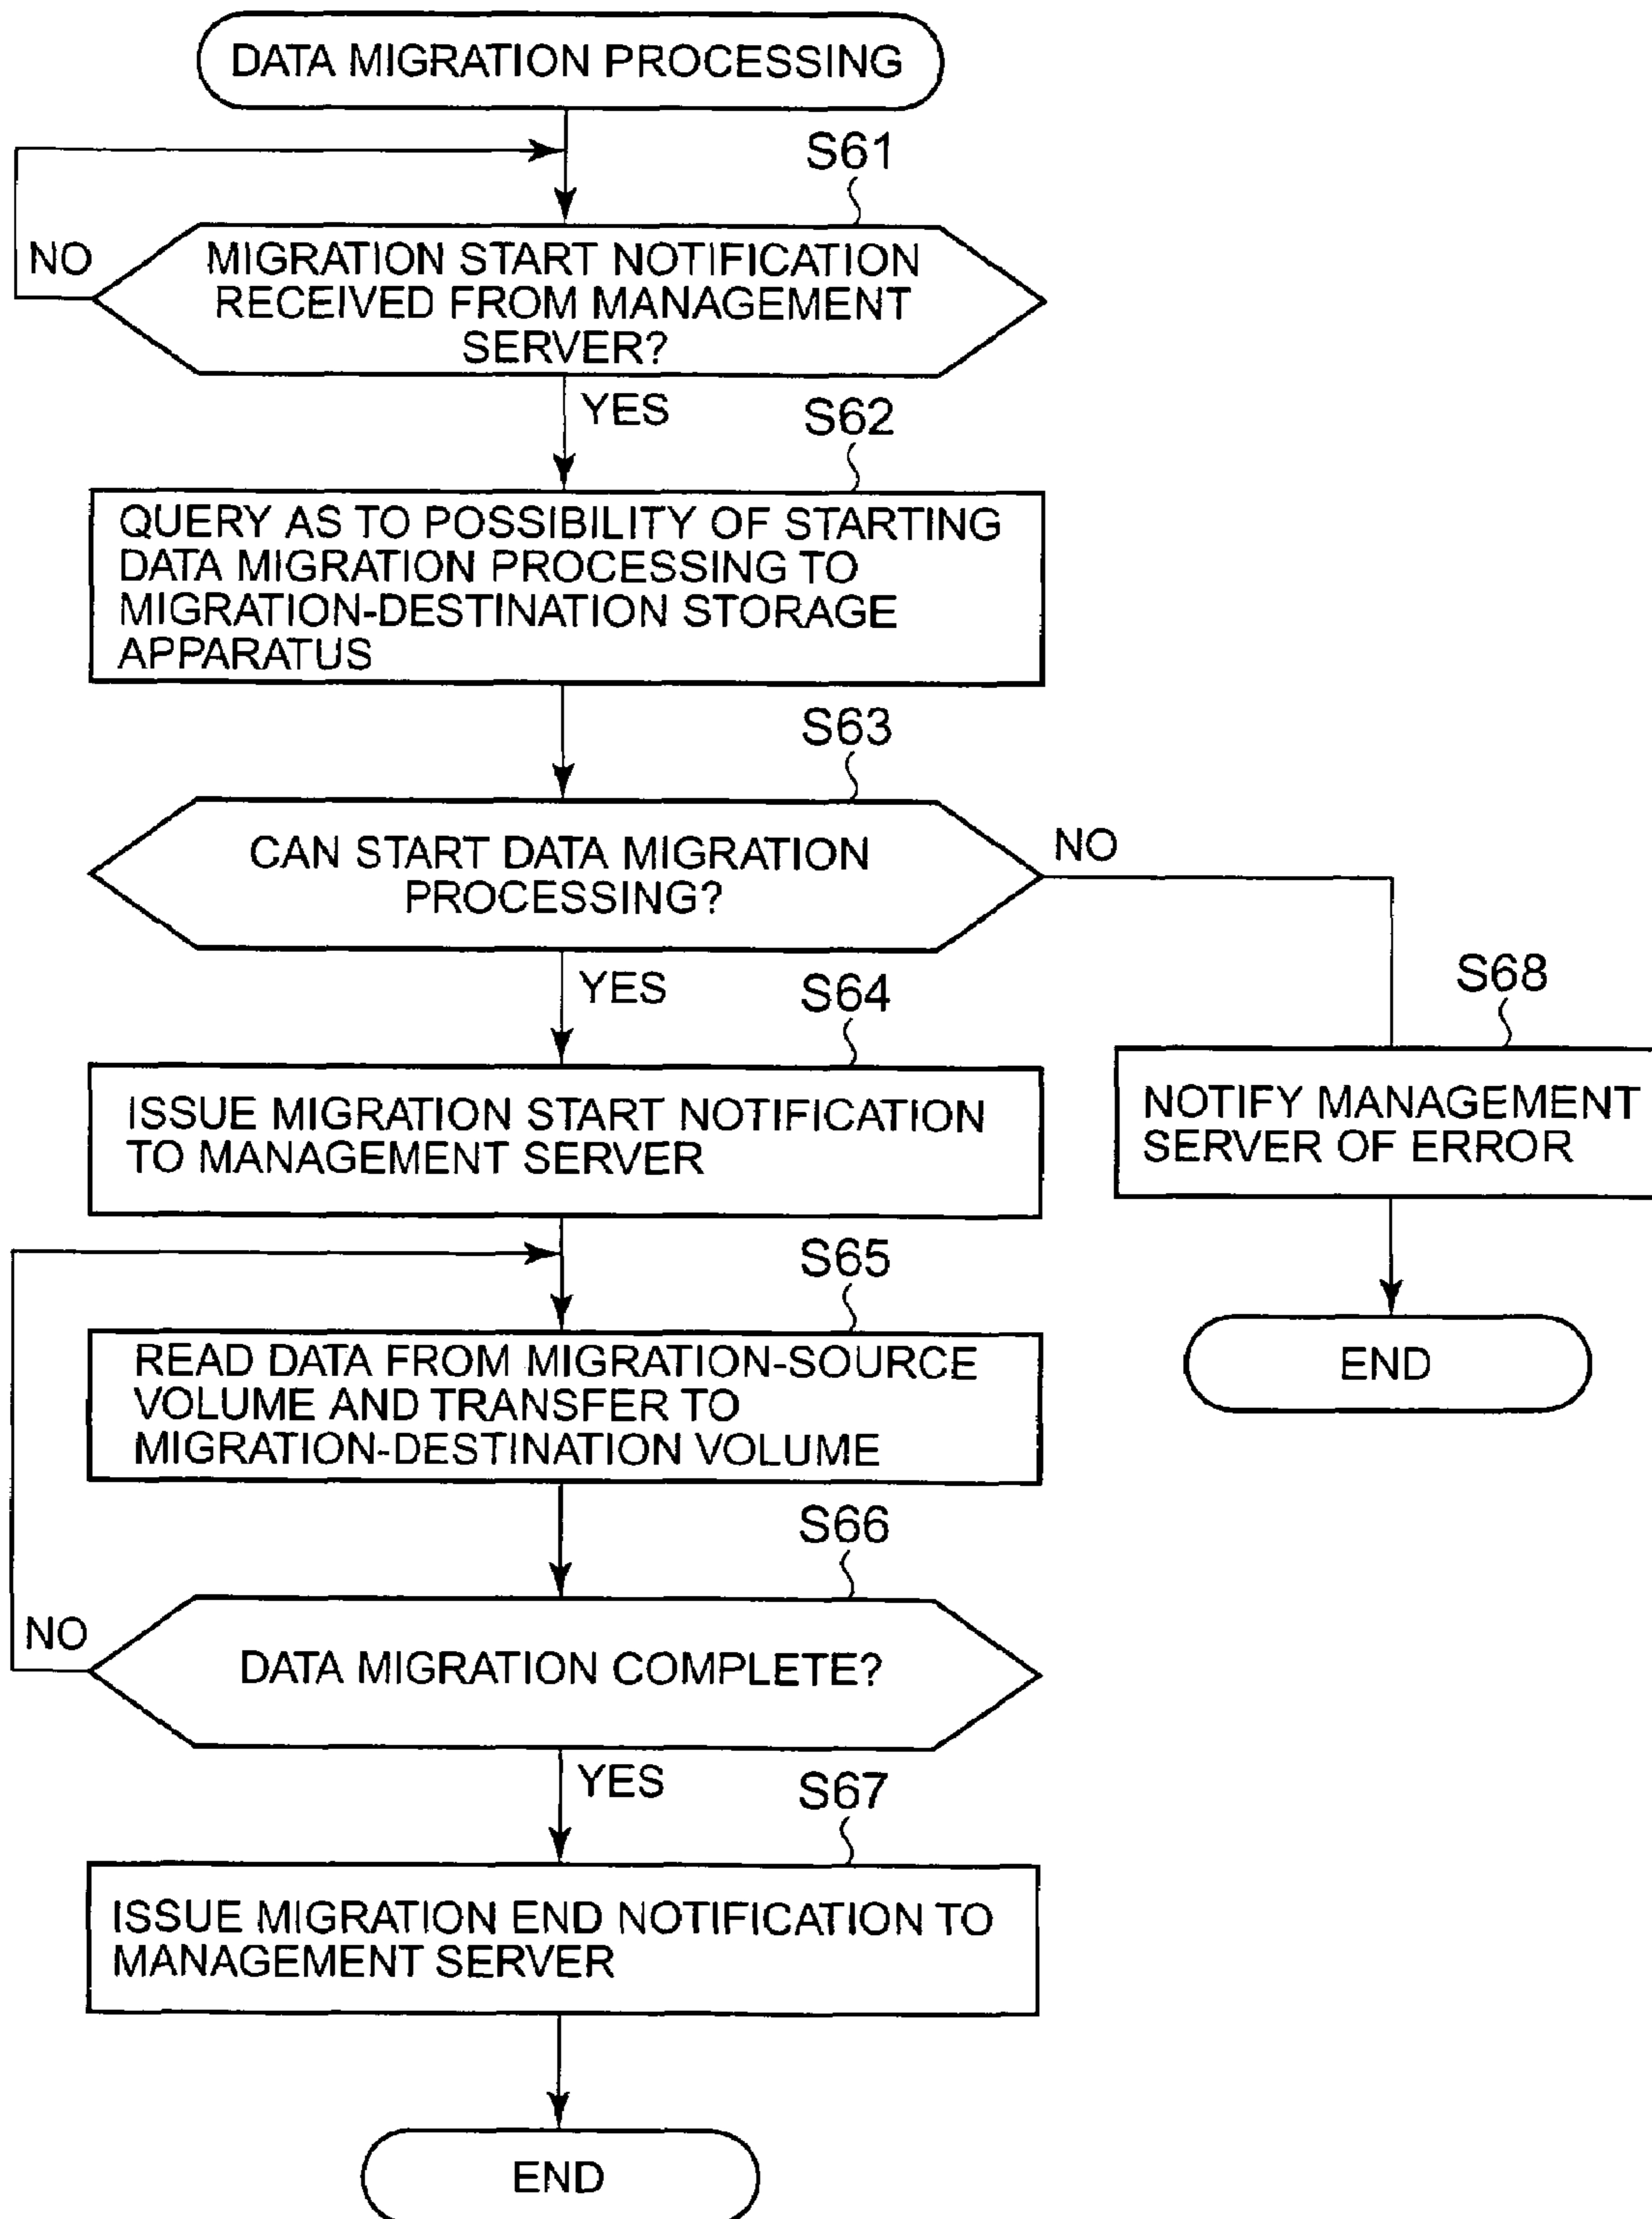 DATA MIGRATION PROCESSING
S61
NO
MIGRATION START NOTIFICATION
RECEIVED FROM MANAGEMENT
SERVER?
YES
S62
QUERY AS TO POSSIBILITY OF STARTING
DATA MIGRATION PROCESSING TO
MIGRATION-DESTINATION STORAGE
APPARATUS
S63
CAN START DATA MIGRATION
PROCESSING?
NO
YES
S64
S68
ISSUE MIGRATION START NOTIFICATION
TO MANAGEMENT SERVER
NOTIFY MANAGEMENT
SERVER OF ERROR
S65
READ DATA FROM MIGRATION-SOURCE
VOLUME AND TRANSFER TO
MIGRATION-DESTINATION VOLUME
END
S66
NO
DATA MIGRATION COMPLETE?
YES
S67
ISSUE MIGRATION END NOTIFICATION TO
MANAGEMENT SERVER
END